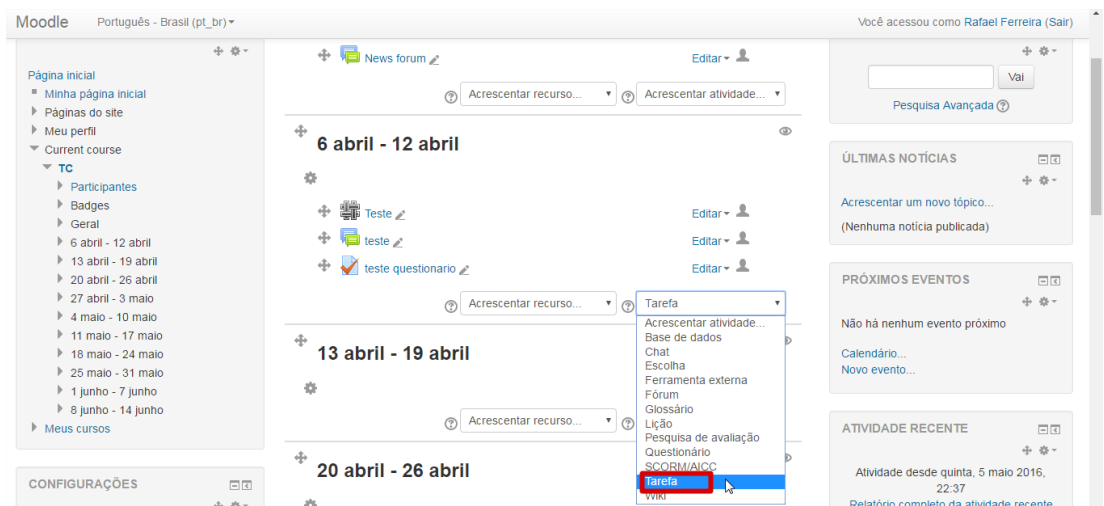 Moodle Português - Brasil (pt_br) Você acessou como Rafael Ferreira (Sair)
Página inicial
Minha página inicial
Páginas do site
Meu perfil
Current course
TC
Participantes
Badges
Geral
6 abril - 12 abril
13 abril - 19 abril
20 abril - 26 abril
27 abril - 3 maio
4 maio - 10 maio
11 maio - 17 maio
18 maio - 24 maio
25 maio - 31 maio
1 junho - 7 junho
8 junho - 14 junho
Meus cursos
CONFIGURAÇÕES
News forum Editar
Acrescentar recurso... Acrescentar atividade...
6 abril - 12 abril
Teste Editar
teste Editar
teste questionario Editar
Acrescentar recurso... Tarefa
Acrescentar atividade...
Base de dados
Chat
Escolha
Ferramenta externa
Fórum
Glossário
Lição
Pesquisa de avaliação
Questionário
SCORM/AICC
Tarefa
Wiki
13 abril - 19 abril
Acrescentar recurso...
20 abril - 26 abril
Vai
Pesquisa Avançada
ÚLTIMAS NOTÍCIAS
Acrescentar um novo tópico...
(Nenhuma notícia publicada)
PRÓXIMOS EVENTOS
Não há nenhum evento próximo
Calendário...
Novo evento...
ATIVIDADE RECENTE
Atividade desde quinta, 5 maio 2016,
22:37
Relatório completo da atividade recente